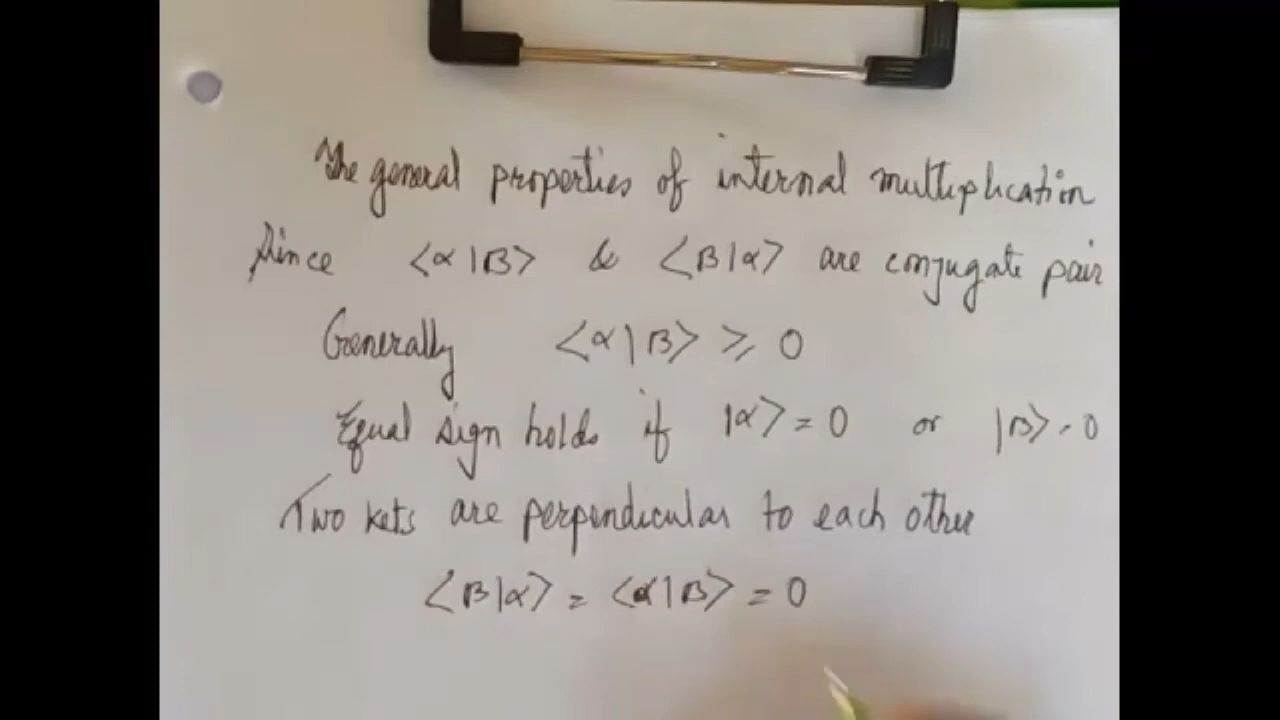 The general properties of internal multiplication
Since <α|β> & <β|α> are conjugate pair
Generally <α|β> ⩾ 0
Equal sign holds if |α> = 0 or |β> = 0
Two kets are perpendicular to each other
<β|α> = <α|β> = 0